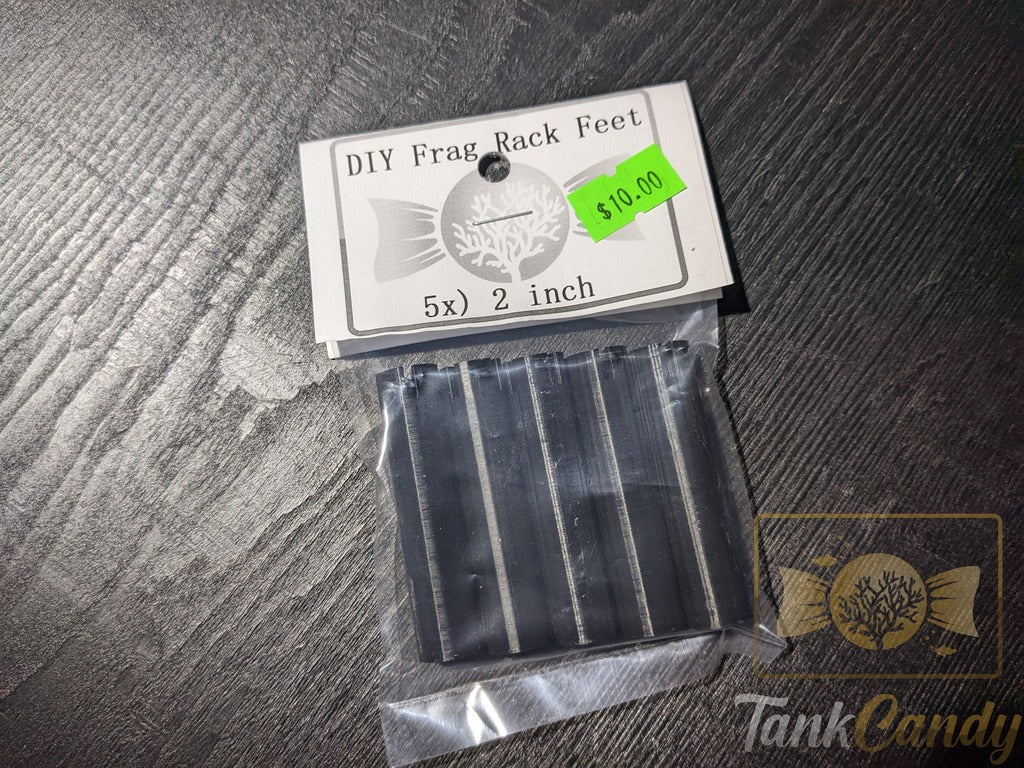 DIY Frag Rack Feet
$10.00
5x) 2 inch
TankCandy